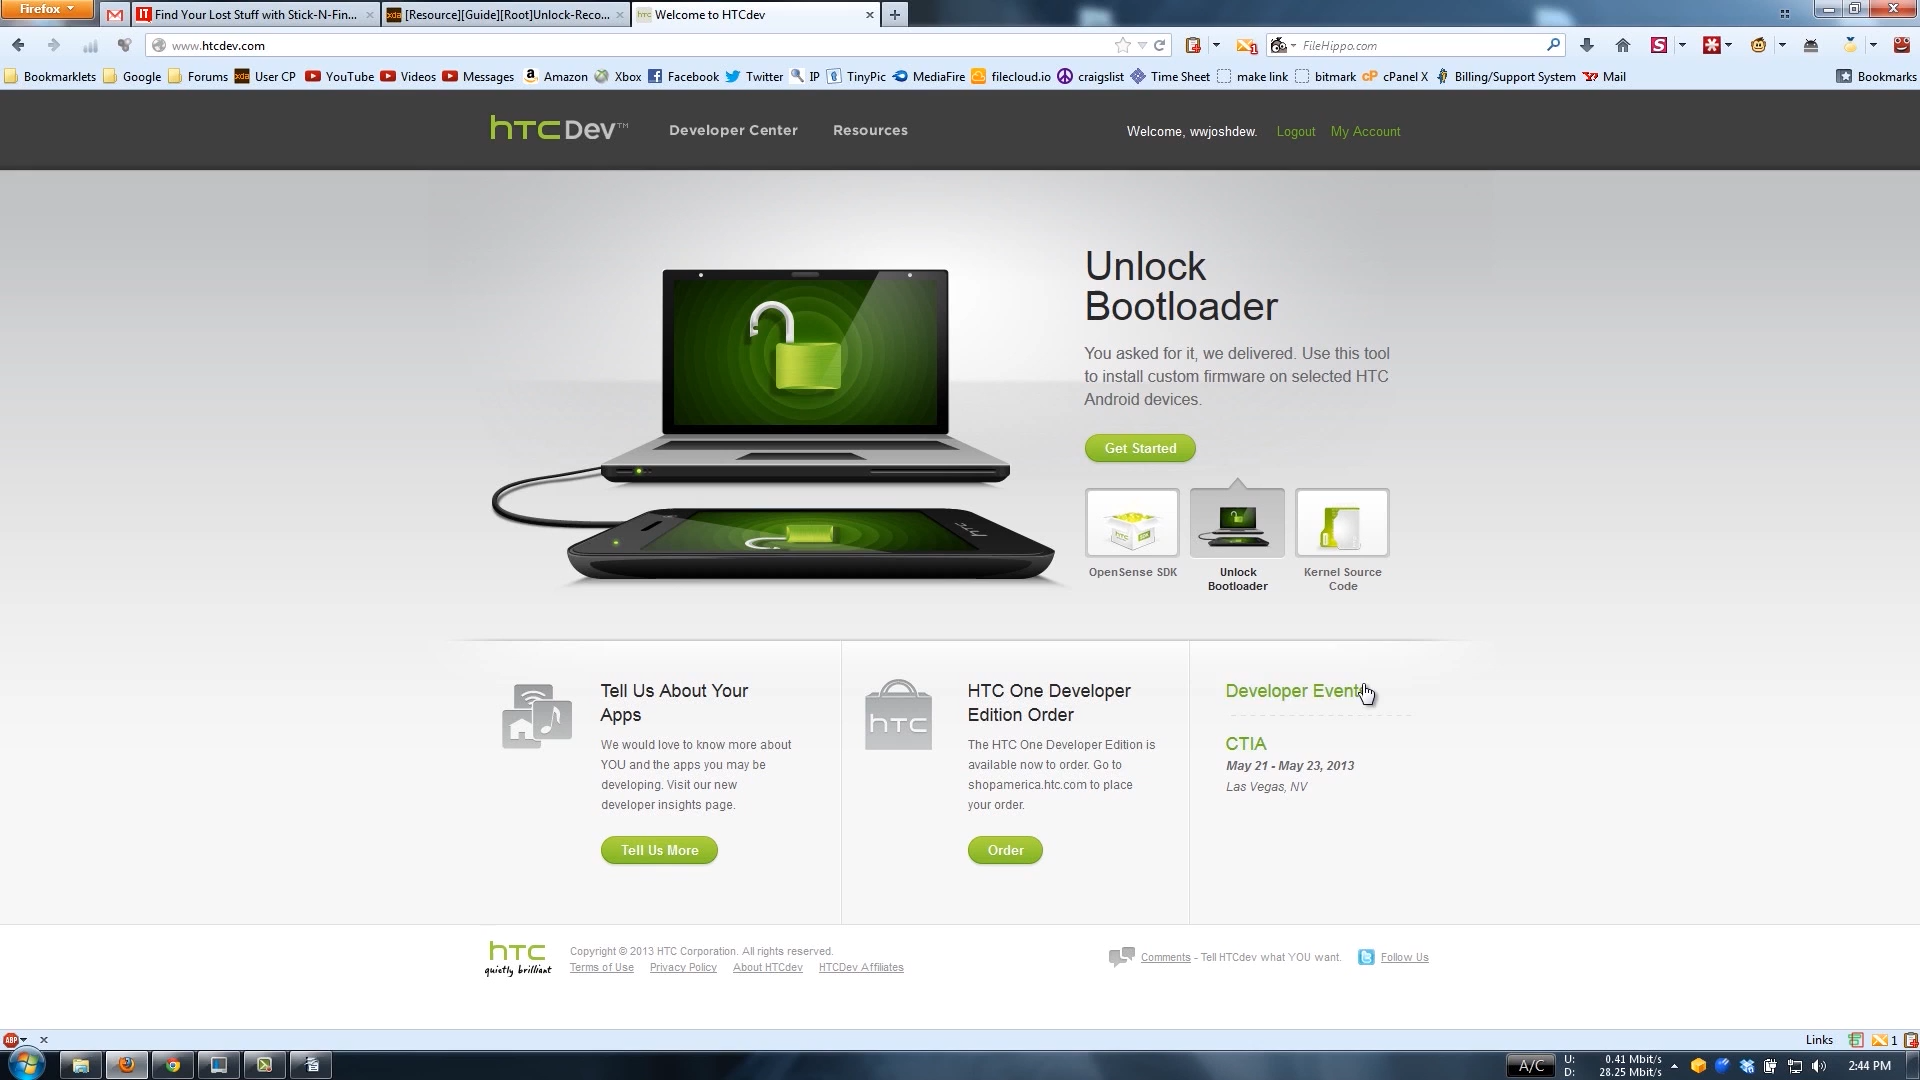 Firefox
Find Your Lost Stuff with Stick-N-Fin...
[Resource][Guide][Root]Unlock-Reco...
Welcome to HTCdev
www.htcdev.com
FileHippo.com
Bookmarklets
Google
Forums
User CP
YouTube
Videos
Messages
Amazon
Xbox
Facebook
Twitter
IP
TinyPic
MediaFire
filecloud.io
craigslist
Time Sheet
make link
bitmark
cPanel X
Billing/Support System
Mail
Bookmarks
hTC Dev™
Developer Center
Resources
Welcome, wwjoshdew.
Logout
My Account
Unlock
Bootloader
You asked for it, we delivered. Use this tool
to install custom firmware on selected HTC
Android devices.
Get Started
OpenSense SDK
Unlock
Bootloader
Kernel Source
Code
Tell Us About Your
Apps
We would love to know more about
YOU and the apps you may be
developing. Visit our new
developer insights page.
Tell Us More
hTC
HTC One Developer
Edition Order
The HTC One Developer Edition is
available now to order. Go to
shopamerica.htc.com to place
your order.
Order
Developer Event
CTIA
May 21 - May 23, 2013
Las Vegas, NV
hTC
quietly brilliant
Copyright © 2013 HTC Corporation. All rights reserved.
Terms of Use
Privacy Policy
About HTCdev
HTCDev Affiliates
Comments - Tell HTCdev what YOU want.
Follow Us
ABP
Links
1
A/C
U: 0.41 Mbit/s
D: 28.25 Mbit/s
2:44 PM